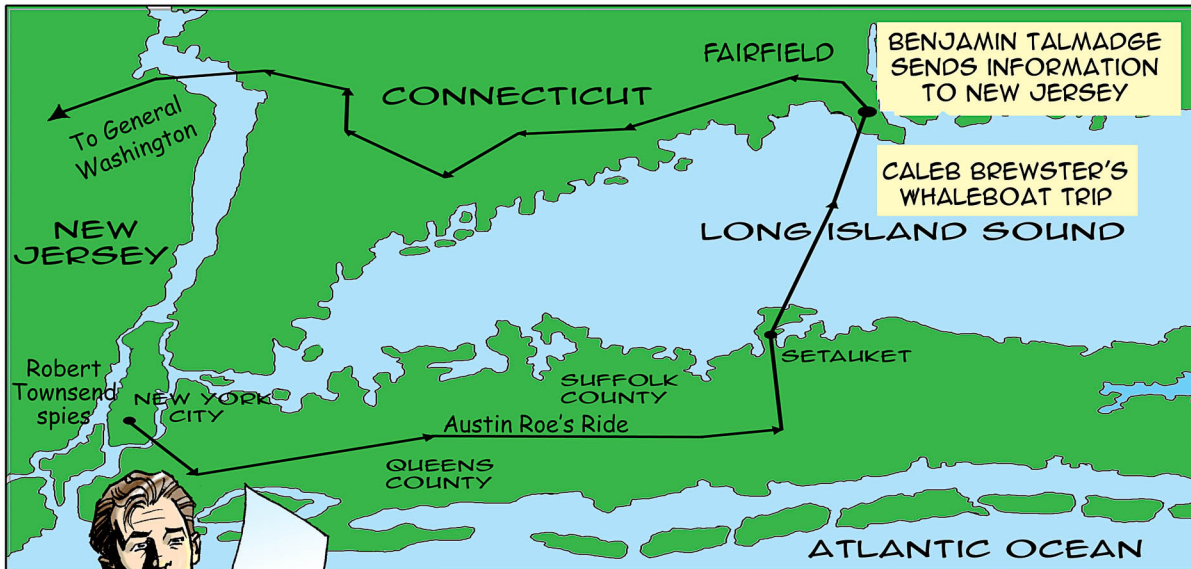 FAIRFIELD
BENJAMIN TALMADGE
SENDS INFORMATION
TO NEW JERSEY
CONNECTICUT
To General
Washington
CALEB BREWSTER'S
WHALEBOAT TRIP
NEW
JERSEY
LONG ISLAND SOUND
SETAUKET
Robert
Townsend
spies
NEW YORK
CITY
SUFFOLK
COUNTY
Austin Roe's Ride
QUEENS
COUNTY
ATLANTIC OCEAN